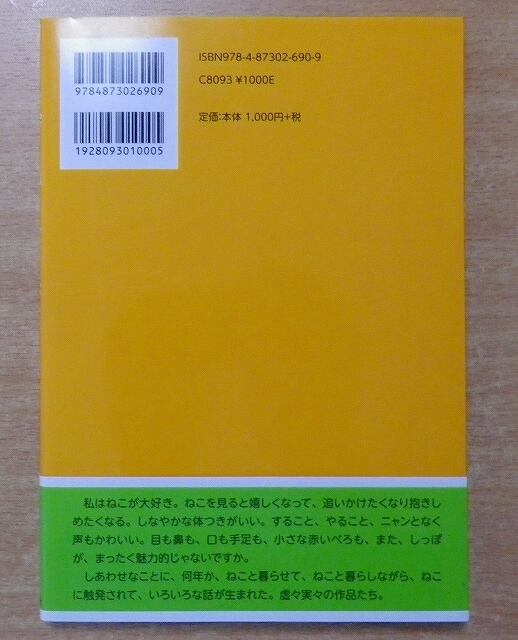 ISBN978-4-87302-690-9
9784873026909
C8093 ¥1000E
定価:本体 1,000円+税
1928093010005
私はねこが大好き。ねこを見ると嬉しくなって、追いかけたくなり抱きし
めたくなる。しなやかな体つきがいい。すること、やること、ニャンとなく
声もかわいい。目も鼻も、口も手足も、小さな赤いべろも、また、しっぽ
が、まったく魅力的じゃないですか。
しあわせなことに、何年か、ねこと暮らせて、ねこと暮らしながら、ねこ
に触発されて、いろいろな話が生まれた。虚々実々の作品たち。